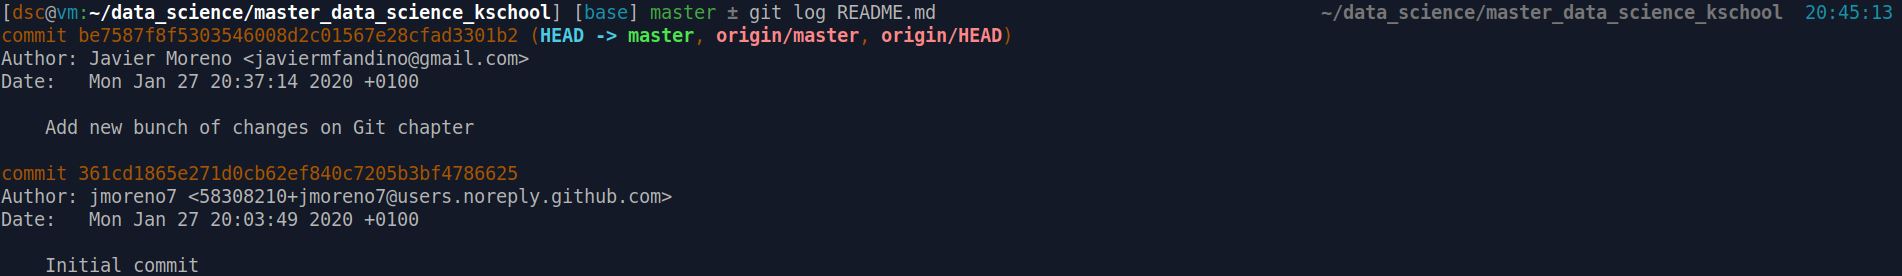 [dsc@vm:~/data_science/master_data_science_kschool] [base] master ± git log README.md ~/data_science/master_data_science_kschool 20:45:13
commit be7587f8f5303546008d2c01567e28cfad3301b2 (HEAD -> master, origin/master, origin/HEAD)
Author: Javier Moreno <javiermfandino@gmail.com>
Date:   Mon Jan 27 20:37:14 2020 +0100
    Add new bunch of changes on Git chapter
commit 361cd1865e271d0cb62ef840c7205b3bf4786625
Author: jmoreno7 <58308210+jmoreno7@users.noreply.github.com>
Date:   Mon Jan 27 20:03:49 2020 +0100
    Initial commit